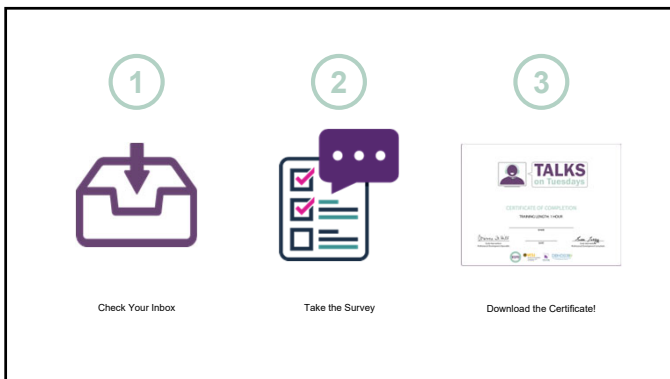 1
2
3
TALKS
on Tuesdays
CERTIFICATE OF COMPLETION
TRAINING LENGTH: 1 HOUR
Check Your Inbox
Take the Survey
Download the Certificate!